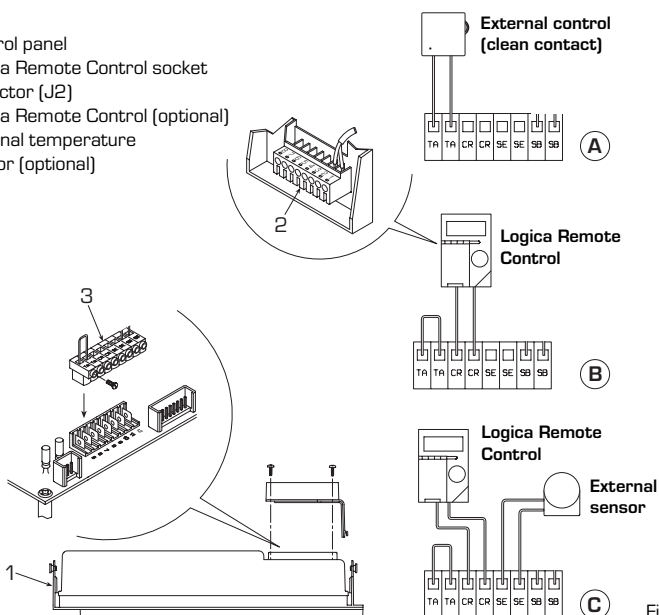 rol panel
a Remote Control socket
ctor (J2)
a Remote Control (optional)
nal temperature
or (optional)
External control
(clean contact)
TA TA CR CR SE SE SB SB
A
2
Logica Remote
Control
TA TA CR CR SE SE SB SB
B
3
Logica Remote
Control
External
sensor
1
TA TA CR CR SE SE SB SB
C
Fi